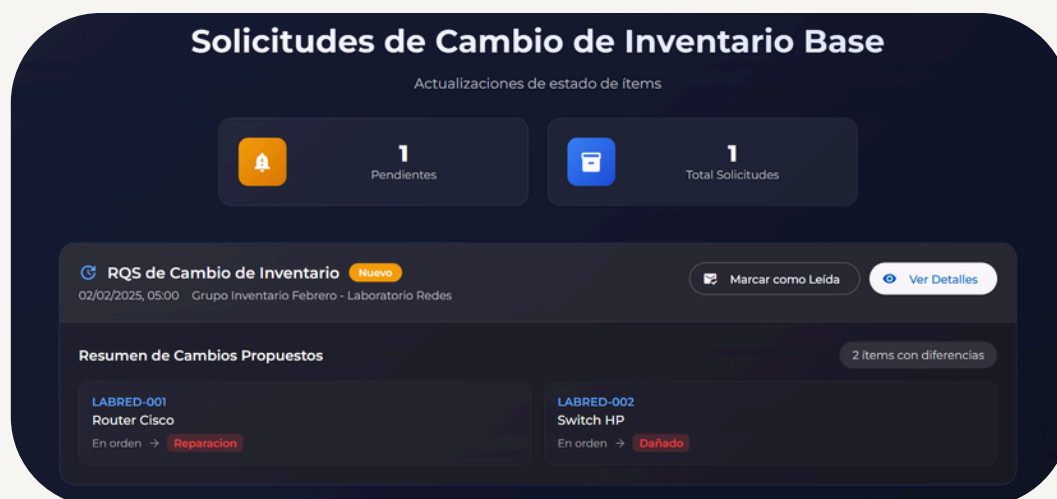 Solicitudes de Cambio de Inventario Base
Actualizaciones de estado de ítems
1
Pendientes
1
Total Solicitudes
RQS de Cambio de Inventario Nuevo
02/02/2025, 05:00 Grupo Inventario Febrero - Laboratorio Redes
Marcar como Leída
Ver Detalles
Resumen de Cambios Propuestos
2 ítems con diferencias
LABRED-001
Router Cisco
En orden → Reparacion
LABRED-002
Switch HP
En orden → Dañado